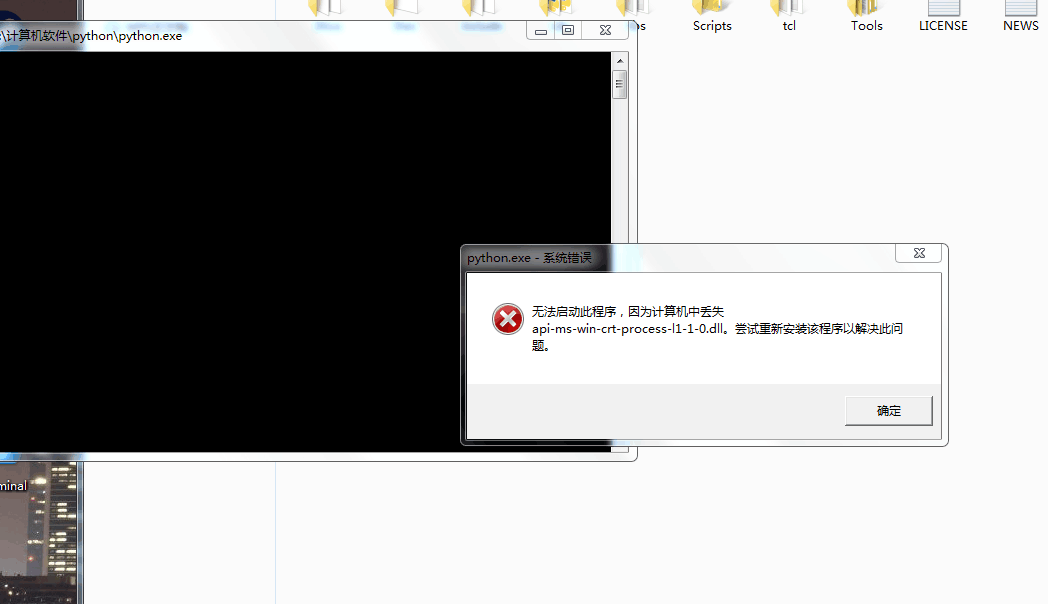 Scripts
tcl
Tools
LICENSE
NEWS
:\计算机软件\python\python.exe
python.exe - 系统错误
无法启动此程序，因为计算机中丢失
api-ms-win-crt-process-l1-1-0.dll。尝试重新安装该程序以解决此问
题。
确定
minal